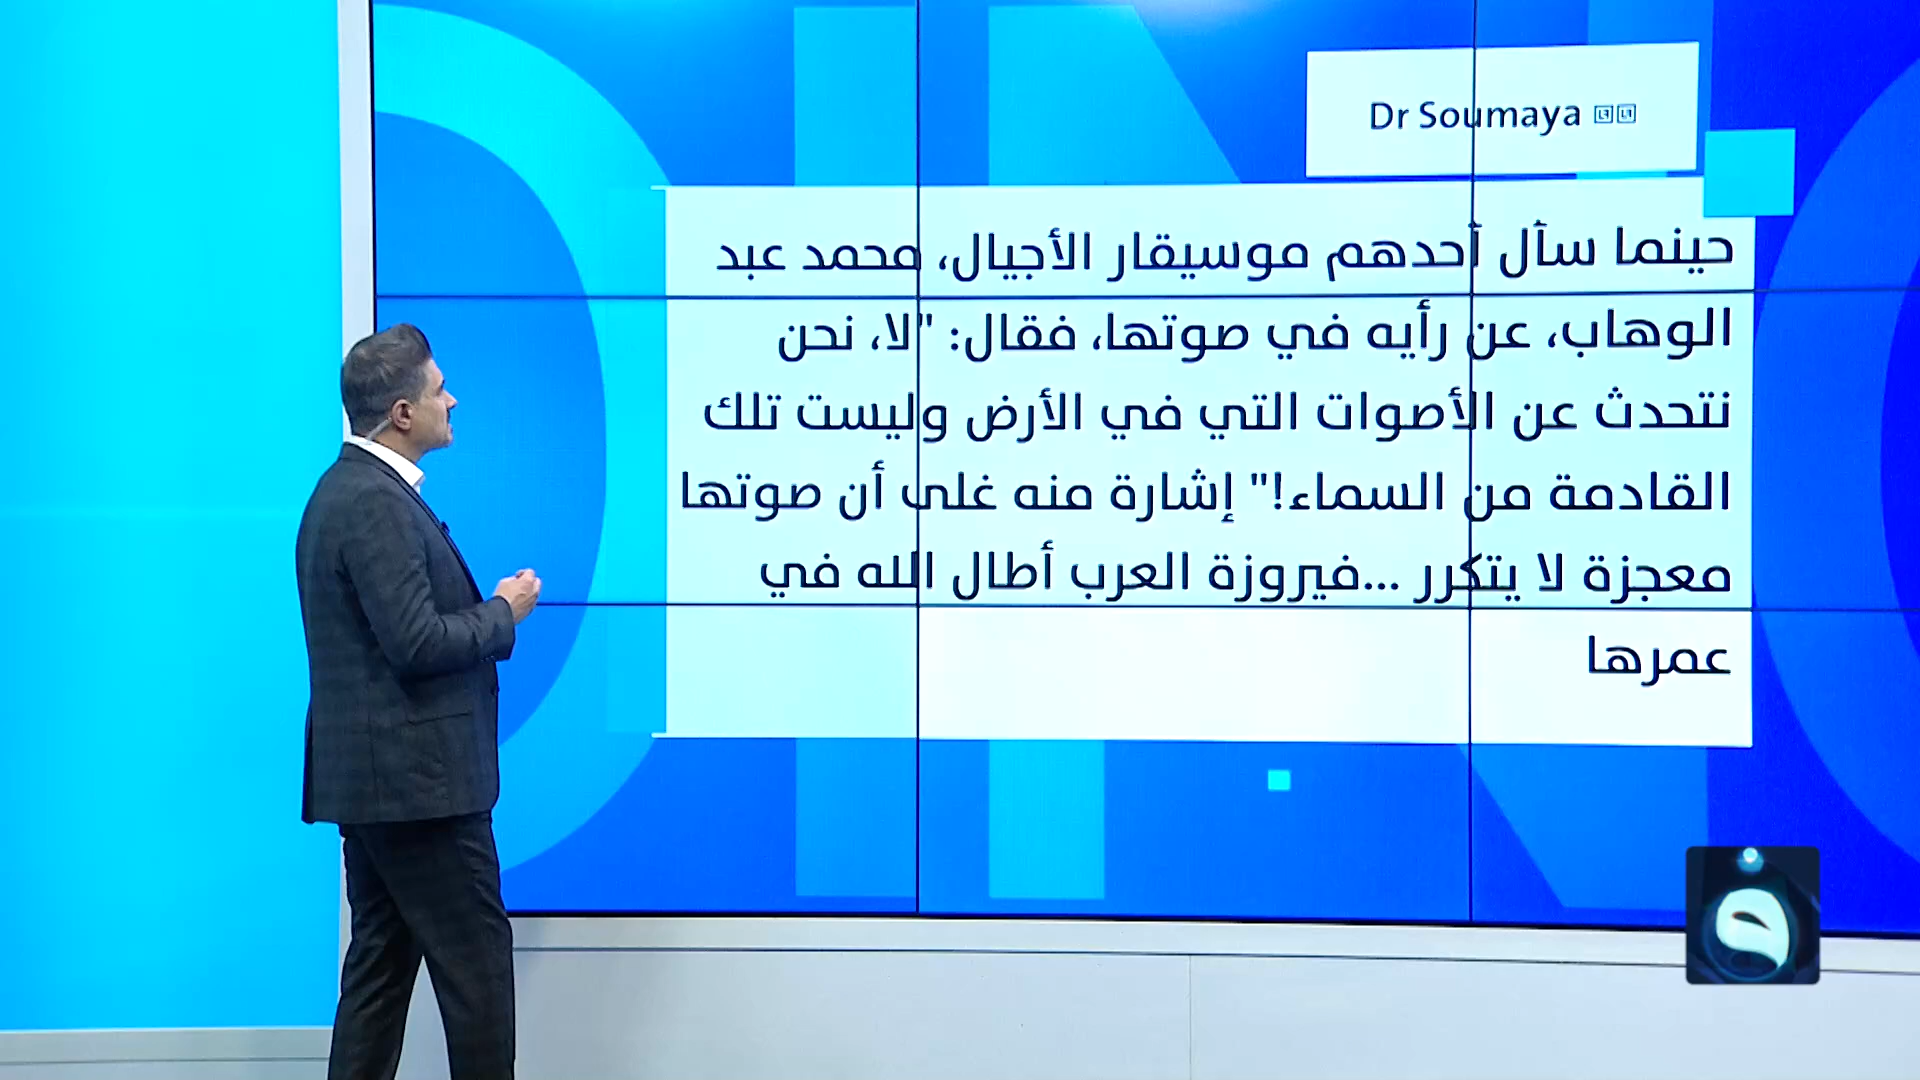 Dr Soumaya
حينما سأل أحدهم موسيقار الأجيال، محمد عبد
الوهاب، عن رأيه في صوتها، فقال: "لا، نحن
نتحدث عن الأصوات التي في الأرض وليست تلك
القادمة من السماء!" إشارة منه غلى أن صوتها
معجزة لا يتكرر ...فيروزة العرب أطال الله في
عمرها